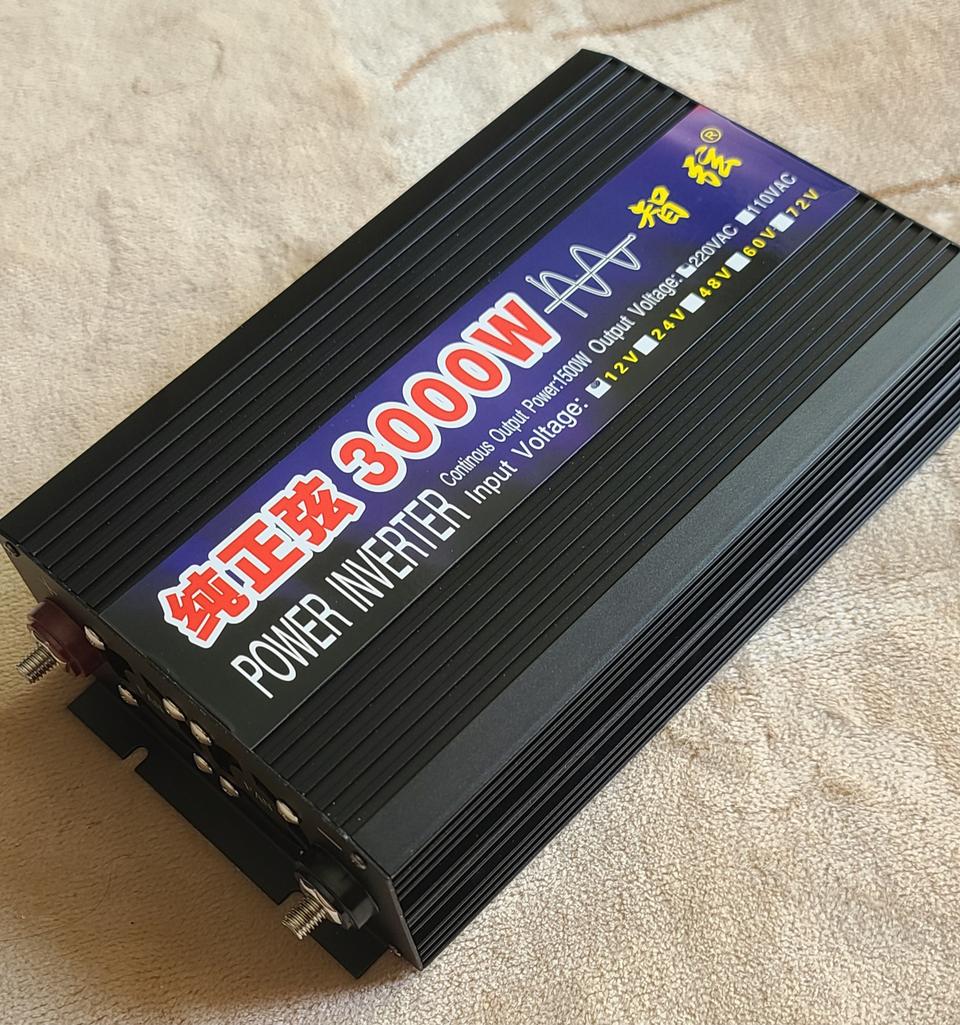 智弦®
纯正弦 3000W
POWER INVERTER
Continous Output Power:1500W Output Voltage: 220VAC 110VAC
Input Voltage: 12V 24V 48V 60V 72V